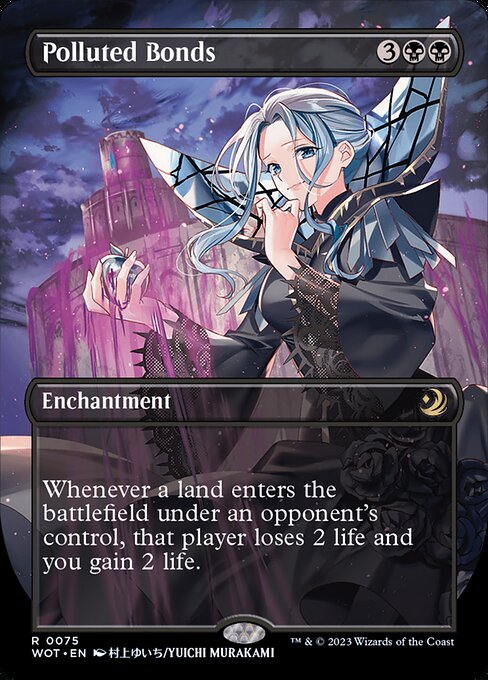 Polluted Bonds 3
Enchantment
Whenever a land enters the
battlefield under an opponent's
control, that player loses 2 life and
you gain 2 life.
R 0075
WOT • EN 村上ゆいち/YUICHI MURAKAMI
™ & © 2023 Wizards of the Coast